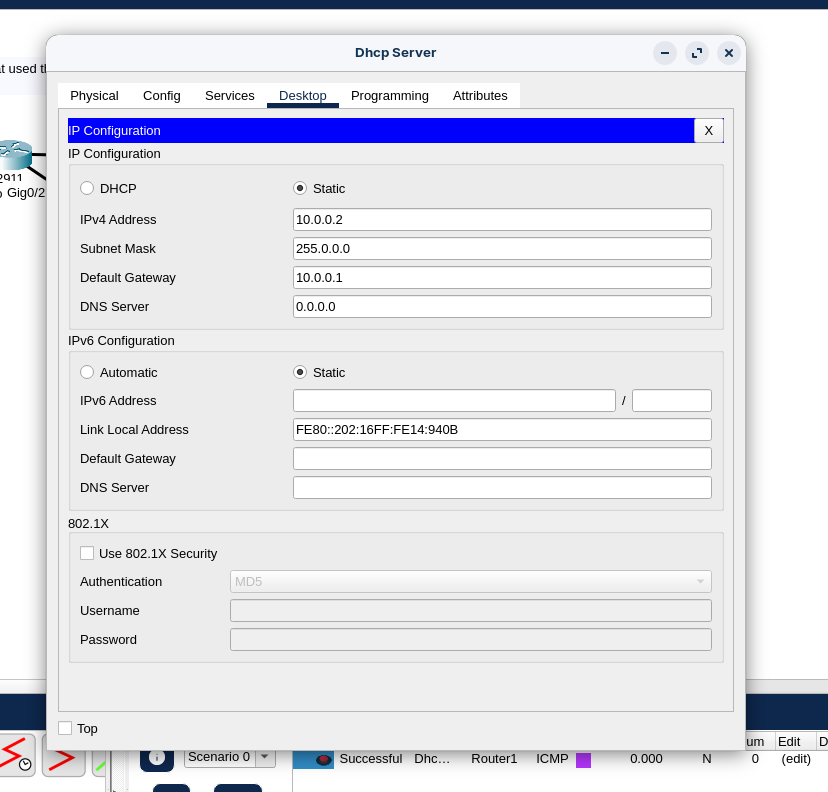 Dhcp Server
at used th
Physical Config Services Desktop Programming Attributes
IP Configuration X
IP Configuration
DHCP Static
2911
Gig0/2
IPv4 Address 10.0.0.2
Subnet Mask 255.0.0.0
Default Gateway 10.0.0.1
DNS Server 0.0.0.0
IPv6 Configuration
Automatic Static
IPv6 Address /
Link Local Address FE80::202:16FF:FE14:940B
Default Gateway
DNS Server
802.1X
Use 802.1X Security
Authentication MD5
Username
Password
Top
um Edit D
Scenario 0 Successful Dhc... Router1 ICMP 0.000 N 0 (edit)